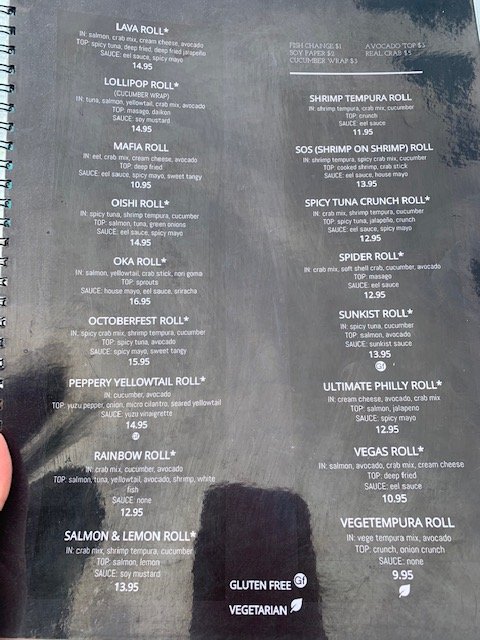 LAVA ROLL*
IN: salmon, crab mix, cream cheese, avocado
TOP: spicy tuna, deep fried, deep fried jalapeño
SAUCE: eel sauce, spicy mayo
14.95
LOLLIPOP ROLL*
(CUCUMBER WRAP)
IN: tuna, salmon, yellowtail, crab mix, avocado
TOP: masago, daikon
SAUCE: soy mustard
14.95
MAFIA ROLL
IN: eel, crab mix, cream cheese, avocado
TOP: deep fried
SAUCE: eel sauce, spicy mayo, sweet tangy
10.95
OISHI ROLL*
IN: spicy tuna, shrimp tempura, cucumber
TOP: salmon, tuna, green onions
SAUCE: eel sauce, spicy mayo
14.95
OKA ROLL*
IN: salmon, yellowtail, crab stick, nori goma
TOP: sprouts
SAUCE: house mayo, eel sauce, sriracha
16.95
OCTOBERFEST ROLL*
IN: spicy crab mix, shrimp tempura, cucumber
TOP: spicy tuna, avocado
SAUCE: spicy mayo, sweet tangy
15.95
PEPPERY YELLOWTAIL ROLL*
IN: cucumber, avocado
TOP: yuzu pepper, onion, micro cilantro, seared yellowtail
SAUCE: yuzu vinaigrette
14.95
Gf
RAINBOW ROLL*
IN: crab mix, cucumber, avocado
TOP: salmon, tuna, yellowtail, avocado, shrimp, white
fish
SAUCE: none
12.95
SALMON & LEMON ROLL*
IN: crab mix, shrimp tempura, cucumber
TOP: salmon, lemon
SAUCE: soy mustard
13.95
FISH CHANGE $1
SOY PAPER $2
CUCUMBER WRAP $3
AVOCADO TOP $3
REAL CRAB $5
SHRIMP TEMPURA ROLL
IN: shrimp tempura, crab mix, cucumber
TOP: crunch
SAUCE: eel sauce
11.95
SOS (SHRIMP ON SHRIMP) ROLL
IN: shrimp tempura, spicy crab mix, cucumber
TOP: cooked shrimp, crab stick
SAUCE: eel sauce, house mayo
13.95
SPICY TUNA CRUNCH ROLL*
IN: crab mix, shrimp tempura, cucumber
TOP: spicy tuna, jalapeño, crunch
SAUCE: eel sauce, spicy mayo
12.95
SPIDER ROLL*
IN: crab mix, soft shell crab, cucumber, avocado
TOP: masago
SAUCE: eel sauce
12.95
SUNKIST ROLL*
IN: spicy tuna, cucumber
TOP: salmon, avocado
SAUCE: sunkist sauce
13.95
Gf
ULTIMATE PHILLY ROLL*
IN: cream cheese, avocado, crab mix
TOP: salmon, jalapeno
SAUCE: spicy mayo
12.95
VEGAS ROLL*
IN: salmon, avocado, crab mix, cream cheese
TOP: deep fried
SAUCE: eel sauce
10.95
VEGETEMPURA ROLL
IN: vege tempura mix, avocado
TOP: crunch, onion crunch
SAUCE: none
9.95
GLUTEN FREE Gf
VEGETARIAN